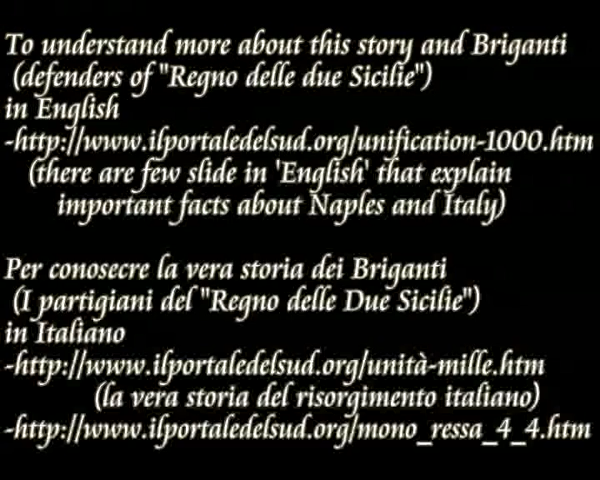 To understand more about this story and Briganti
(defenders of "Regno delle due Sicilie")
in English
-http://www.ilportaledelsud.org/unification-1000.htm
(there are few slide in 'English' that explain
important facts about Naples and Italy)
Per conosecre la vera storia dei Briganti
(I partigiani del "Regno delle Due Sicilie")
in Italiano
-http://www.ilportaledelsud.org/unità-mille.htm
(la vera storia del risorgimento italiano)
-http://www.ilportaledelsud.org/mono_ressa_4_4.htm